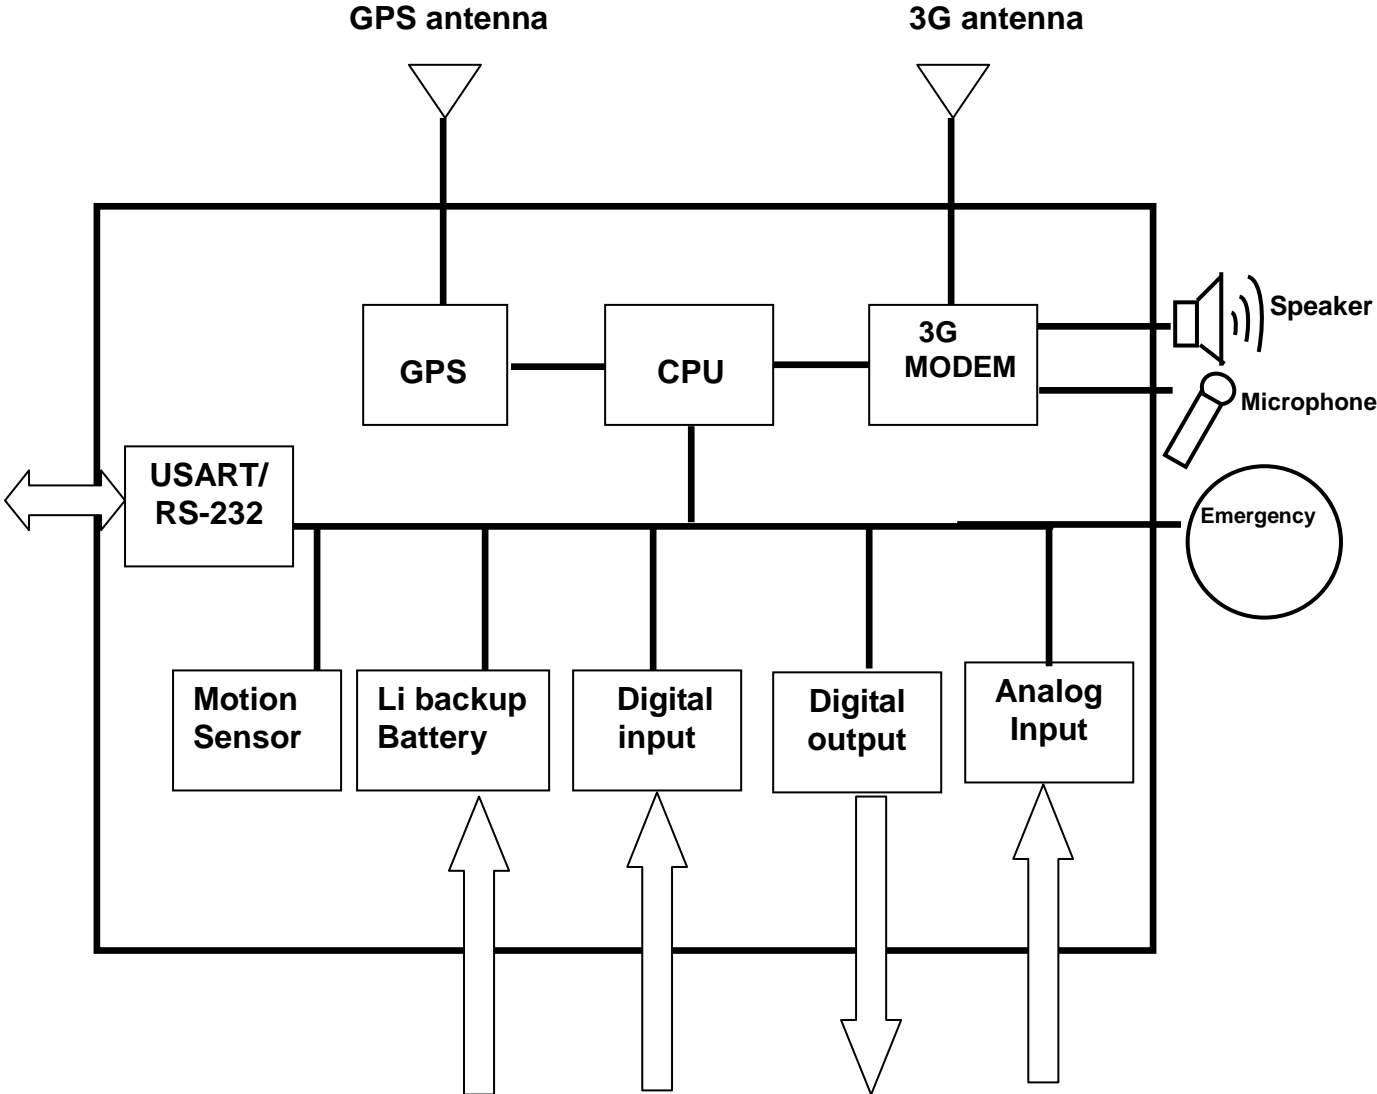 GPS antenna
3G antenna
Speaker
3G
MODEM
GPS
CPU
Microphone
USART/
RS-232
Emergency
Motion
Sensor
Li backup
Battery
Digital
input
Digital
output
Analog
Input